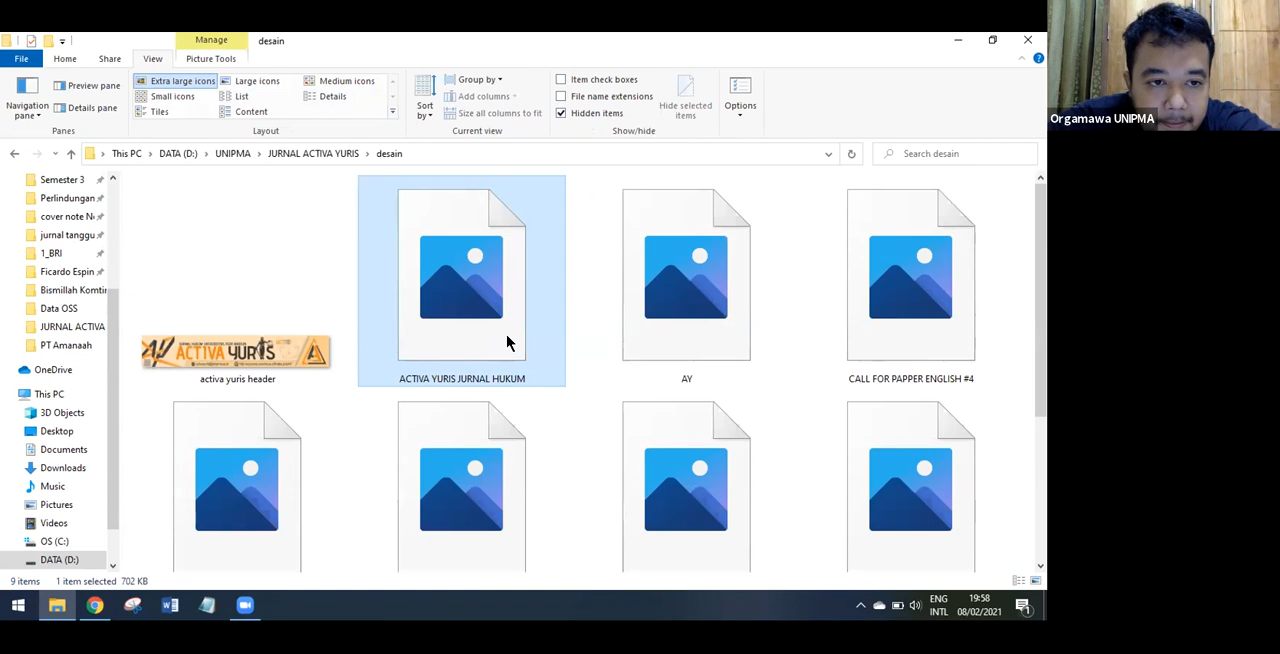 Manage
desain
File
Home
Share
View
Picture Tools
Navigation pane
Preview pane
Details pane
Panes
Extra large icons
Large icons
Medium icons
Small icons
List
Details
Tiles
Content
Layout
Sort by
Group by
Add columns
Size all columns to fit
Current view
Item check boxes
File name extensions
Hidden items
Hide selected items
Show/hide
Options
Orgamawa UNIPMA
This PC > DATA (D:) > UNIPMA > JURNAL ACTIVA YURIS > desain
Search desain
Semester 3
Perlindungan
cover note No
jurnal tanggu
1_BRI
Ficardo Espin
Bismillah Komtin
Data OSS
JURNAL ACTIVA
PT Amanaah
OneDrive
This PC
3D Objects
Desktop
Documents
Downloads
Music
Pictures
Videos
OS (C:)
DATA (D:)
ACTIVA YURIS
activa yuris header
ACTIVA YURIS JURNAL HUKUM
AY
CALL FOR PAPPER ENGLISH #4
9 items
1 item selected 702 KB
ENG
INTL
19:58
08/02/2021
1